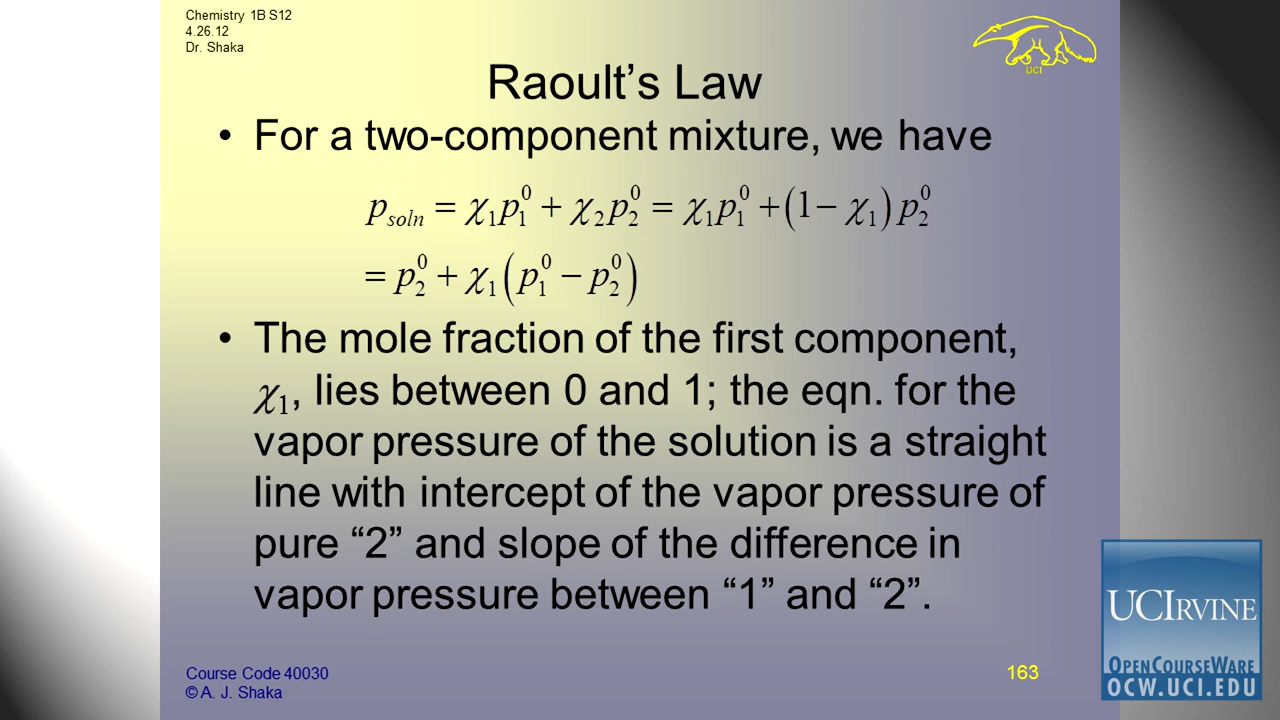 Chemistry 1B S12
4.26.12
Dr. Shaka
UCI
Raoult’s Law
• For a two-component mixture, we have
p_soln = χ₁p₁⁰ + χ₂p₂⁰ = χ₁p₁⁰ + (1 − χ₁)p₂⁰
= p₂⁰ + χ₁(p₁⁰ − p₂⁰)
• The mole fraction of the first component,
χ₁, lies between 0 and 1; the eqn. for the
vapor pressure of the solution is a straight
line with intercept of the vapor pressure of
pure “2” and slope of the difference in
vapor pressure between “1” and “2”.
Course Code 40030
© A. J. Shaka
163
UCIRVINE
OPENCOURSEWARE
OCW.UCI.EDU